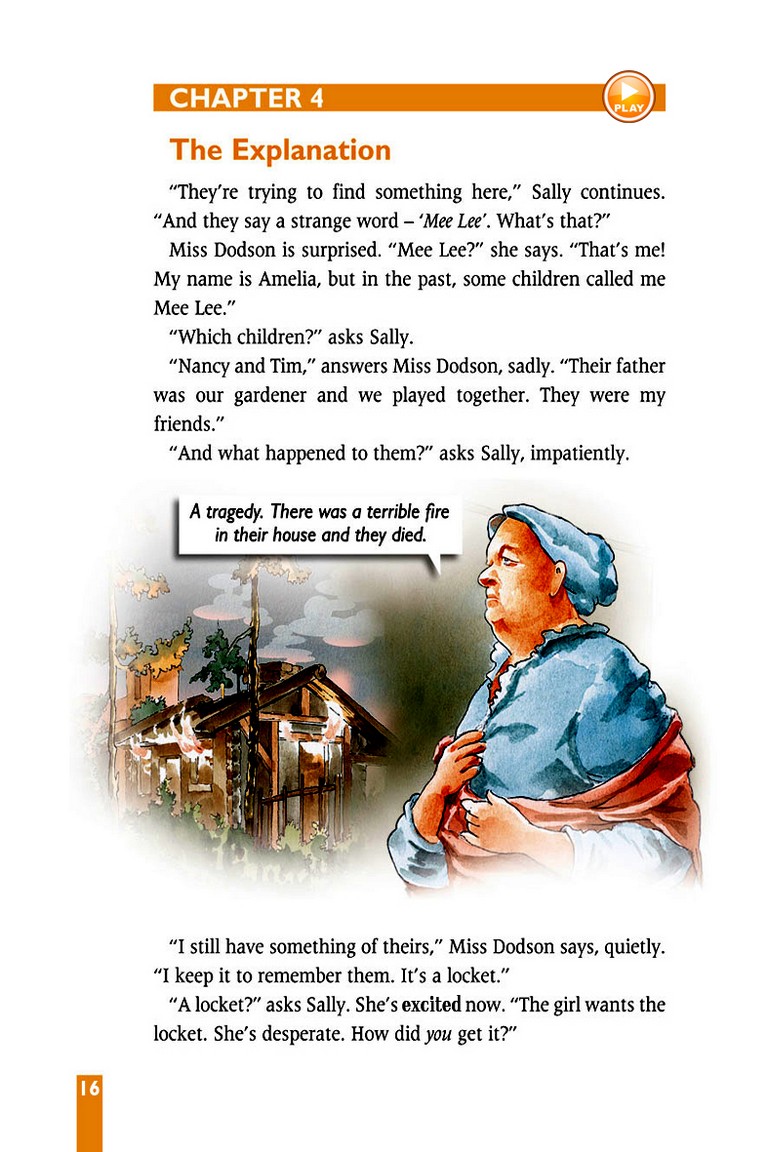 CHAPTER 4
PLAY
The Explanation
“They’re trying to find something here,” Sally continues.
“And they say a strange word – ‘Mee Lee’. What’s that?”
Miss Dodson is surprised. “Mee Lee?” she says. “That’s me!
My name is Amelia, but in the past, some children called me
Mee Lee.”
“Which children?” asks Sally.
“Nancy and Tim,” answers Miss Dodson, sadly. “Their father
was our gardener and we played together. They were my
friends.”
“And what happened to them?” asks Sally, impatiently.
A tragedy. There was a terrible fire
in their house and they died.
“I still have something of theirs,” Miss Dodson says, quietly.
“I keep it to remember them. It’s a locket.”
“A locket?” asks Sally. She’s excited now. “The girl wants the
locket. She’s desperate. How did you get it?”
16